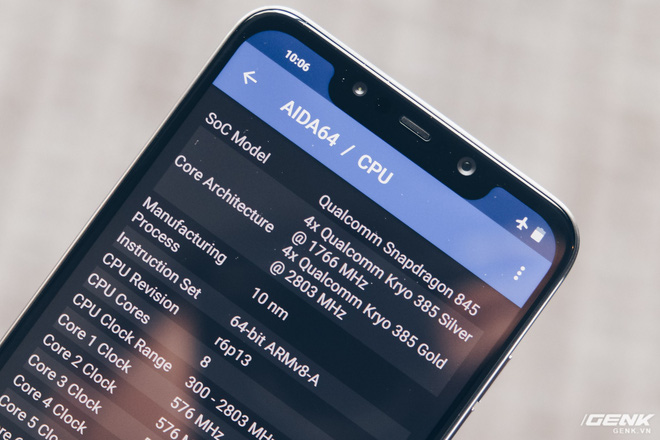 10:06
AIDA64 / CPU
SoC Model
Qualcomm Snapdragon 845
Core Architecture
4x Qualcomm Kryo 385 Silver
@ 1766 MHz
4x Qualcomm Kryo 385 Gold
@ 2803 MHz
Manufacturing
Process
10 nm
Instruction Set
64-bit ARMv8-A
CPU Revision
r6p13
CPU Cores
8
CPU Clock Range
300 - 2803 MHz
Core 1 Clock
576 MHz
Core 2 Clock
576
Core 3 Clock
Core 4 Clock
Core 5
GENK
GENK.VN